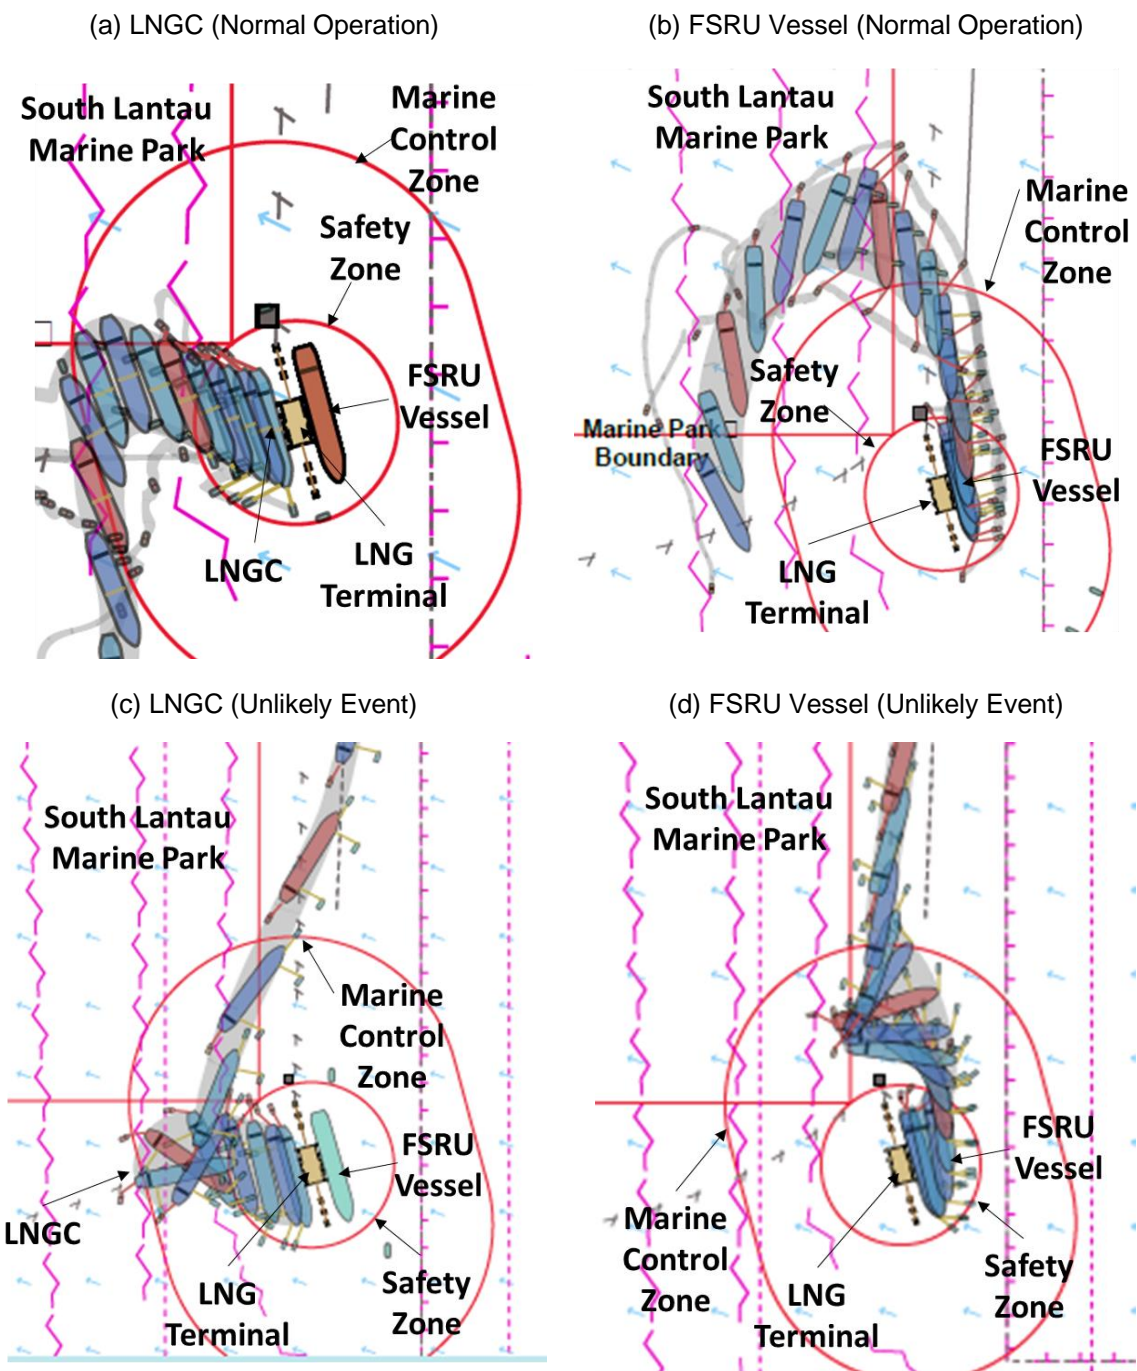 (a) LNGC (Normal Operation)
(b) FSRU Vessel (Normal Operation)
South Lantau
Marine Park
Marine
Control
Zone
Safety
Zone
FSRU
Vessel
LNGC
LNG
Terminal
South Lantau
Marine Park
Marine
Control
Zone
Safety
Zone
Marine Park
Boundary
FSRU
Vessel
LNG
Terminal
(c) LNGC (Unlikely Event)
(d) FSRU Vessel (Unlikely Event)
South Lantau
Marine Park
Marine
Control
Zone
FSRU
Vessel
LNGC
LNG
Terminal
Safety
Zone
South Lantau
Marine Park
FSRU
Vessel
Marine
Control
Zone
LNG
Terminal
Safety
Zone